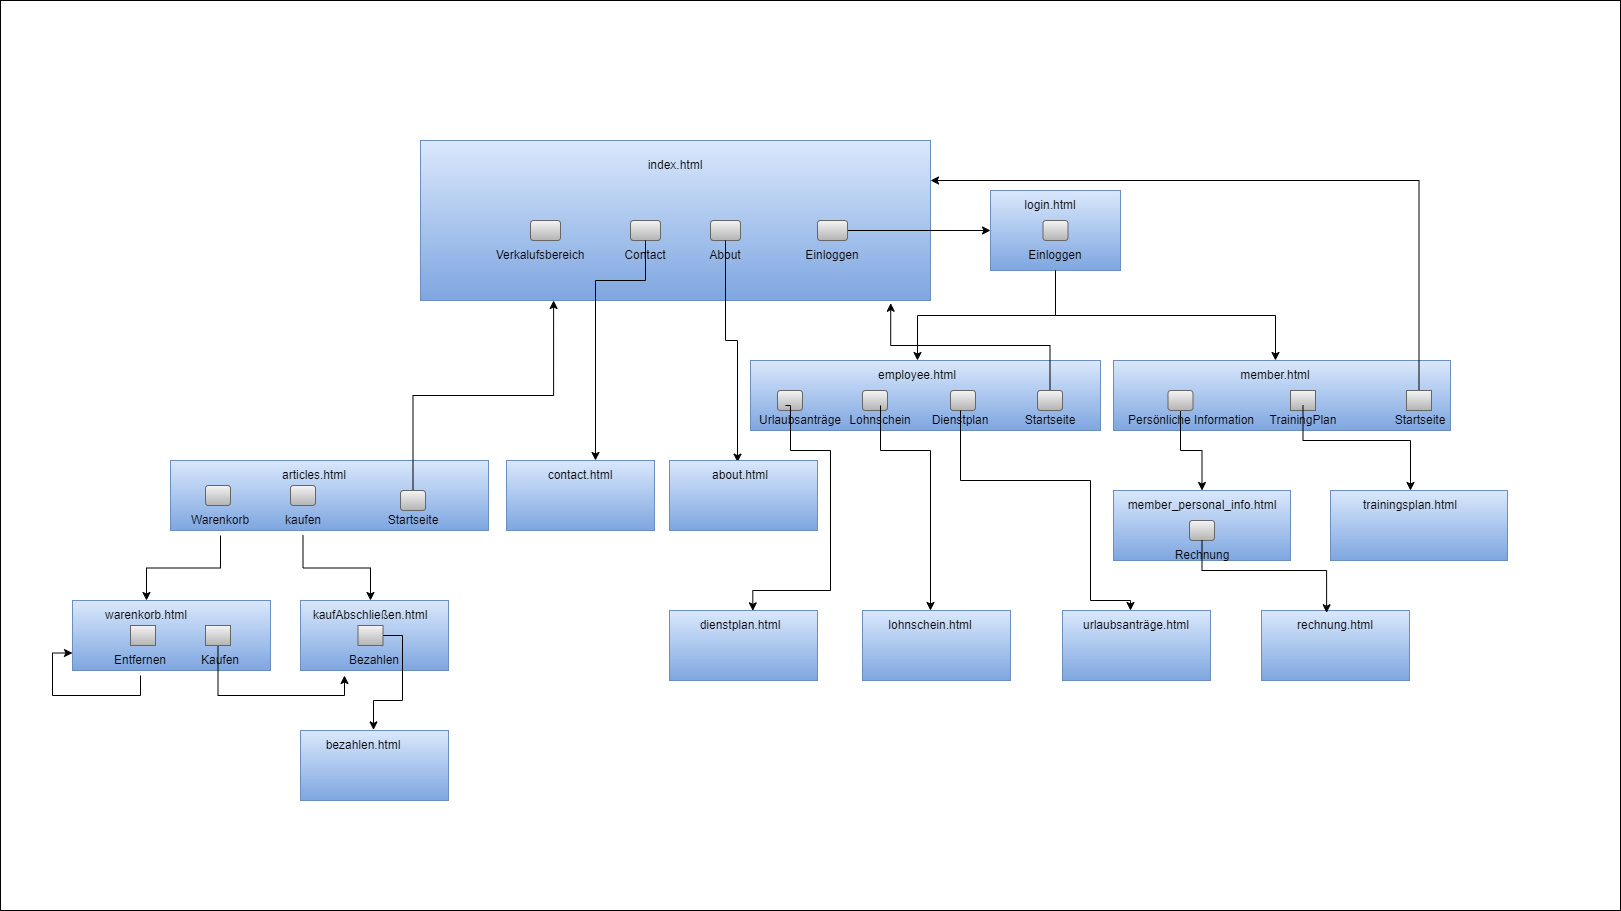 index.html
Verkalufsbereich
Contact
About
Einloggen
login.html
Einloggen
employee.html
Urlaubsanträge
Lohnschein
Dienstplan
Startseite
member.html
Persönliche Information
TrainingPlan
Startseite
articles.html
Warenkorb
kaufen
Startseite
contact.html
about.html
member_personal_info.html
Rechnung
trainingsplan.html
warenkorb.html
Entfernen
Kaufen
kaufAbschließen.html
Bezahlen
dienstplan.html
lohnschein.html
urlaubsanträge.html
rechnung.html
bezahlen.html